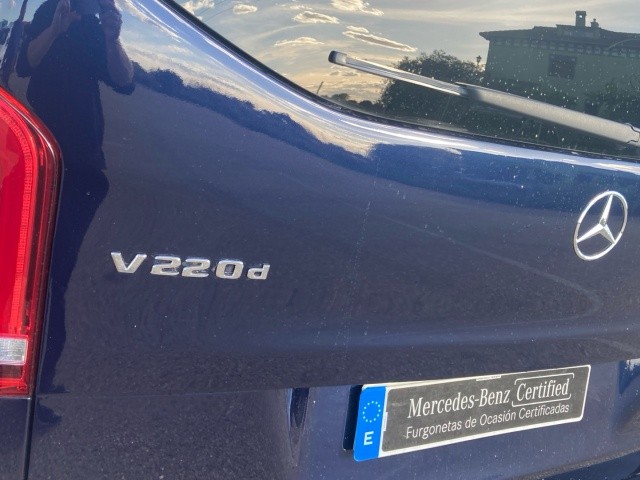 V220d
Mercedes-Benz Certified
Furgonetas de Ocasión Certificadas
E